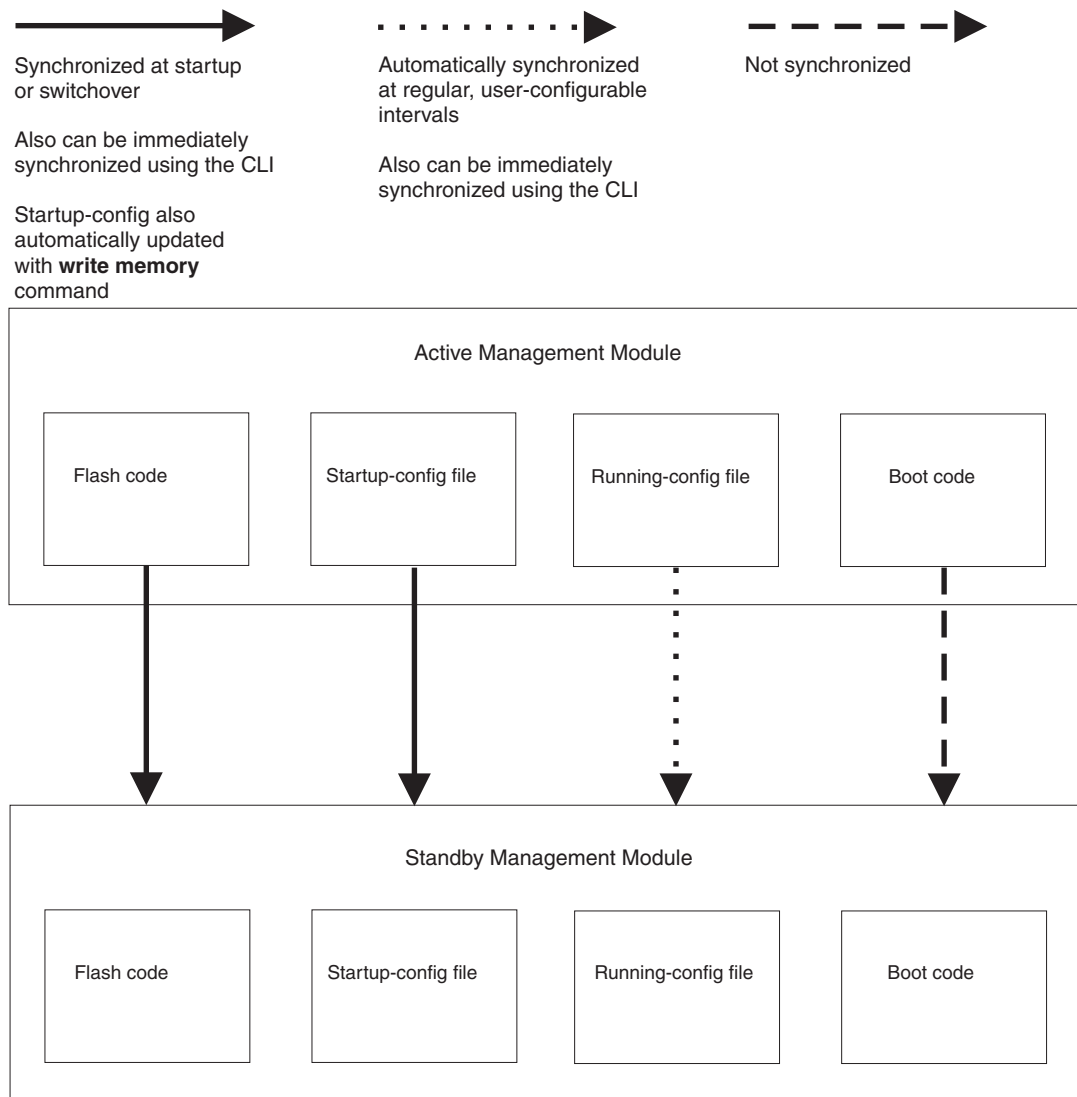 Synchronized at startup
or switchover
Also can be immediately
synchronized using the CLI
Startup-config also
automatically updated
with write memory
command
Automatically synchronized
at regular, user-configurable
intervals
Also can be immediately
synchronized using the CLI
Not synchronized
Active Management Module
Flash code
Startup-config file
Running-config file
Boot code
Standby Management Module
Flash code
Startup-config file
Running-config file
Boot code